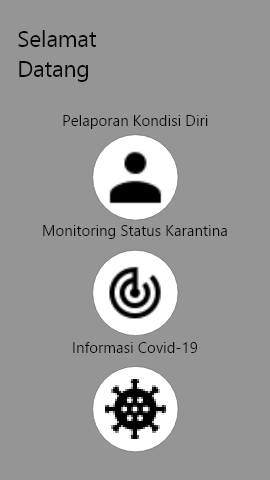 Selamat
Datang
Pelaporan Kondisi Diri
Monitoring Status Karantina
Informasi Covid-19